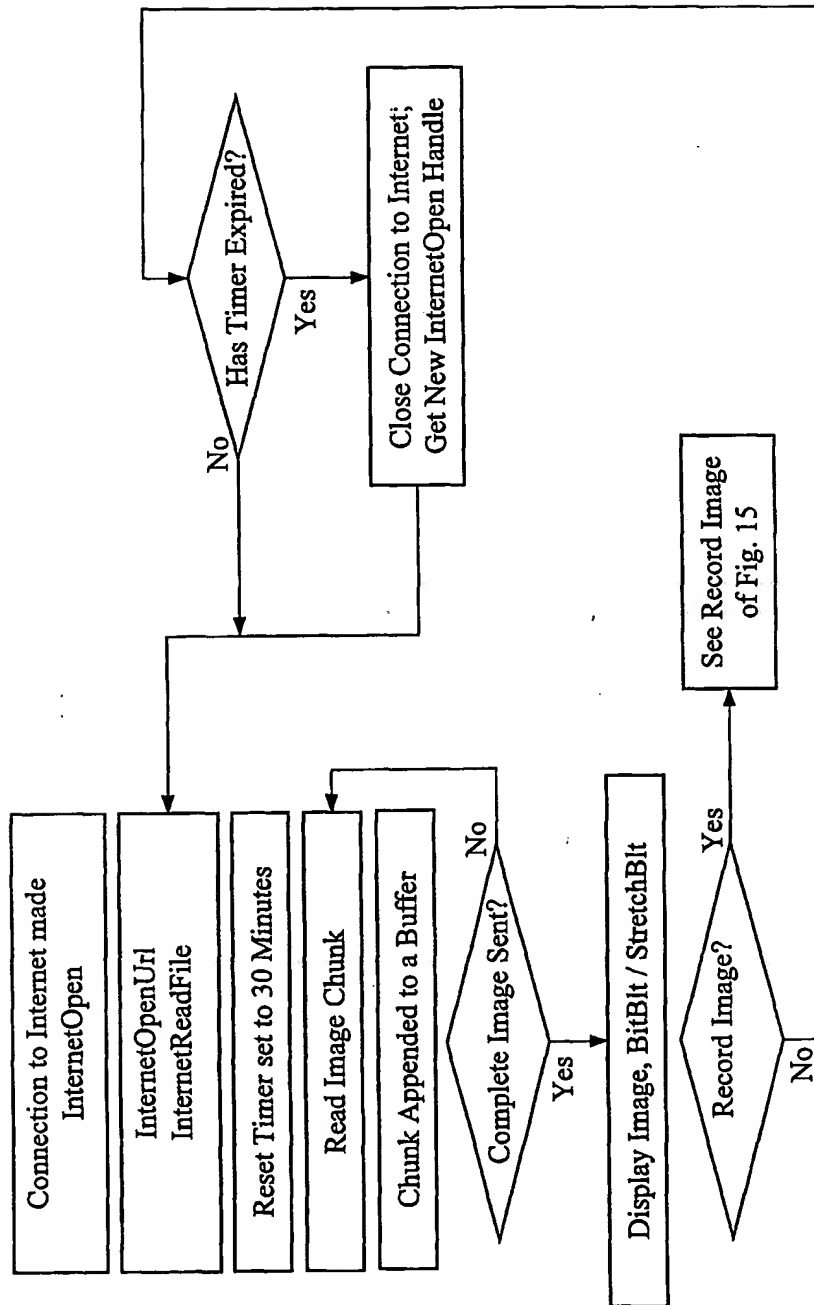 Connection to Internet made
InternetOpen
InternetOpenUrl
InternetReadFile
Reset Timer set to 30 Minutes
Read Image Chunk
Chunk Appended to a Buffer
Complete Image Sent?
No
Yes
Display Image, BitBlt / StretchBlt
Record Image?
Yes
No
See Record Image
of Fig. 15
Has Timer Expired?
No
Yes
Close Connection to Internet;
Get New InternetOpen Handle